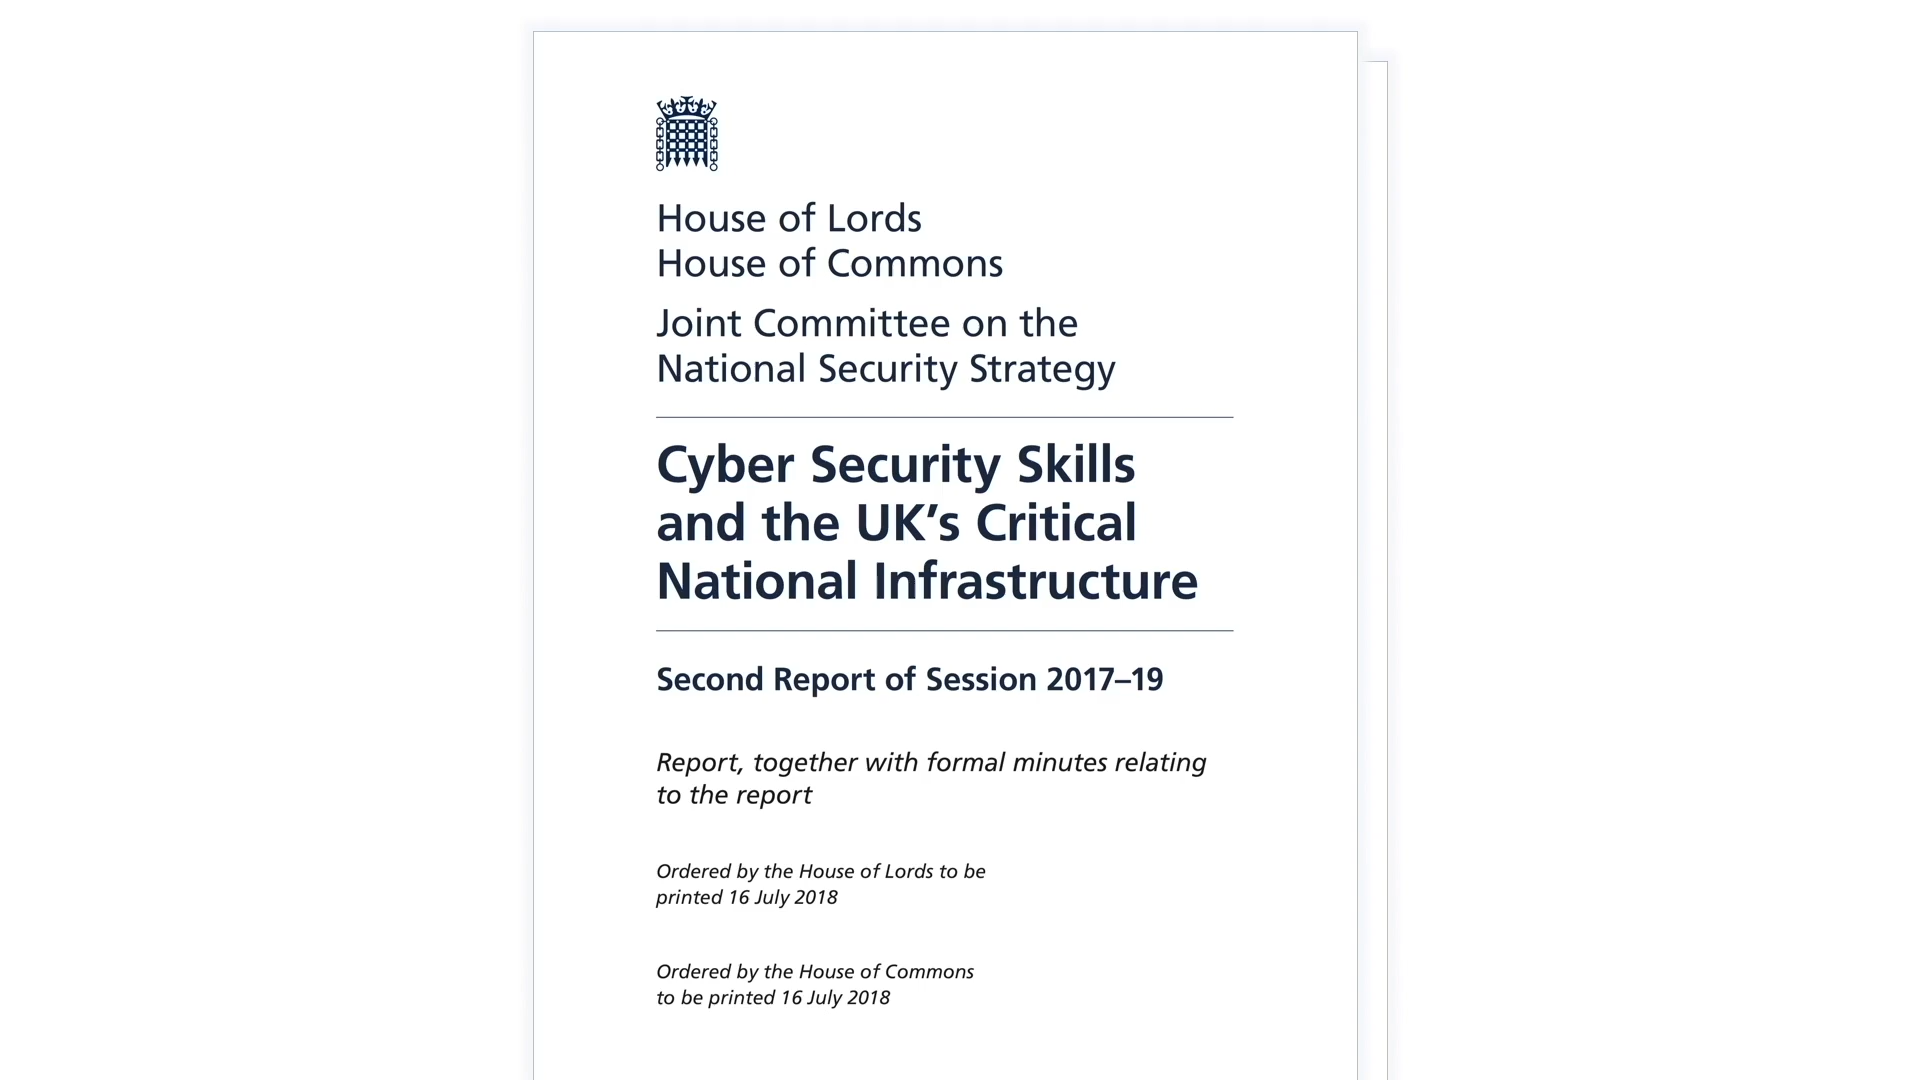 House of Lords
House of Commons
Joint Committee on the
National Security Strategy
Cyber Security Skills
and the UK’s Critical
National Infrastructure
Second Report of Session 2017–19
Report, together with formal minutes relating
to the report
Ordered by the House of Lords to be
printed 16 July 2018
Ordered by the House of Commons
to be printed 16 July 2018